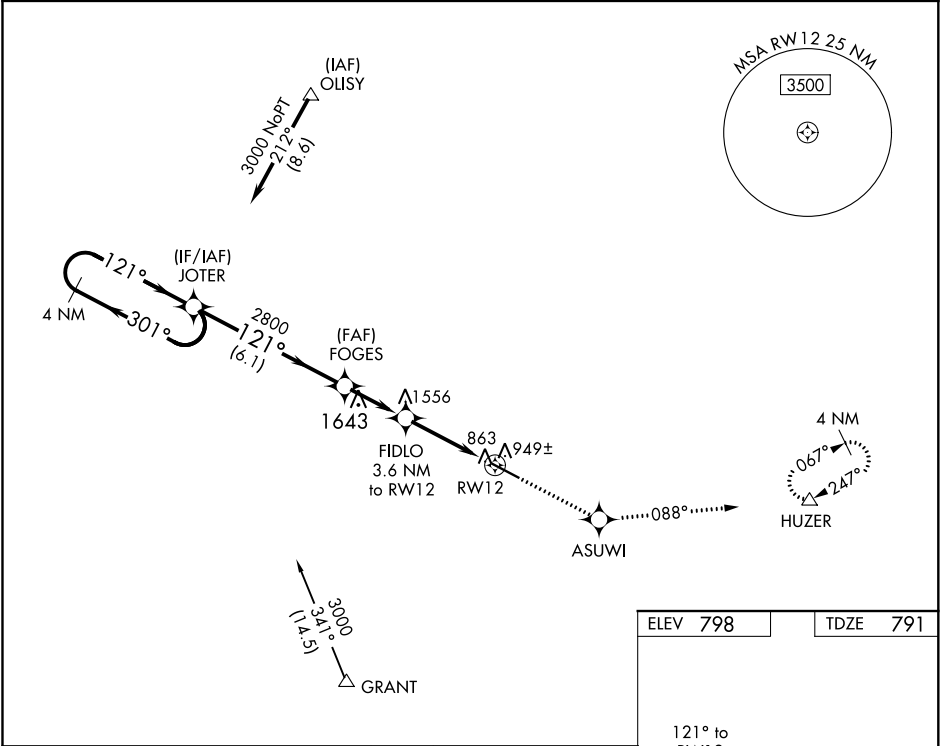 MSA RW12 25 NM
3500
(IAF)
OLISY
3000 NoPT
212°
(8.6)
(IF/IAF)
JOTER
121°
4 NM
301°
2800
121°
(6.1)
(FAF)
FOGES
1643
1556
FIDLO
3.6 NM
to RW12
863
949±
RW12
ASUWI
088°
4 NM
067°
247°
HUZER
3000
341°
(14.5)
GRANT
ELEV 798
TDZE 791
121° to